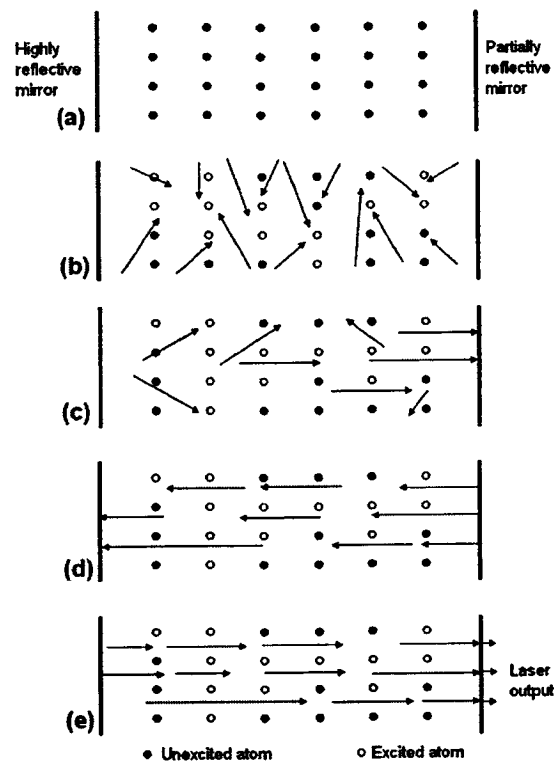 Highly
reflective
mirror
Partially
reflective
mirror
(a)
(b)
(c)
(d)
(e)
Laser
output
Unexcited atom
Excited atom